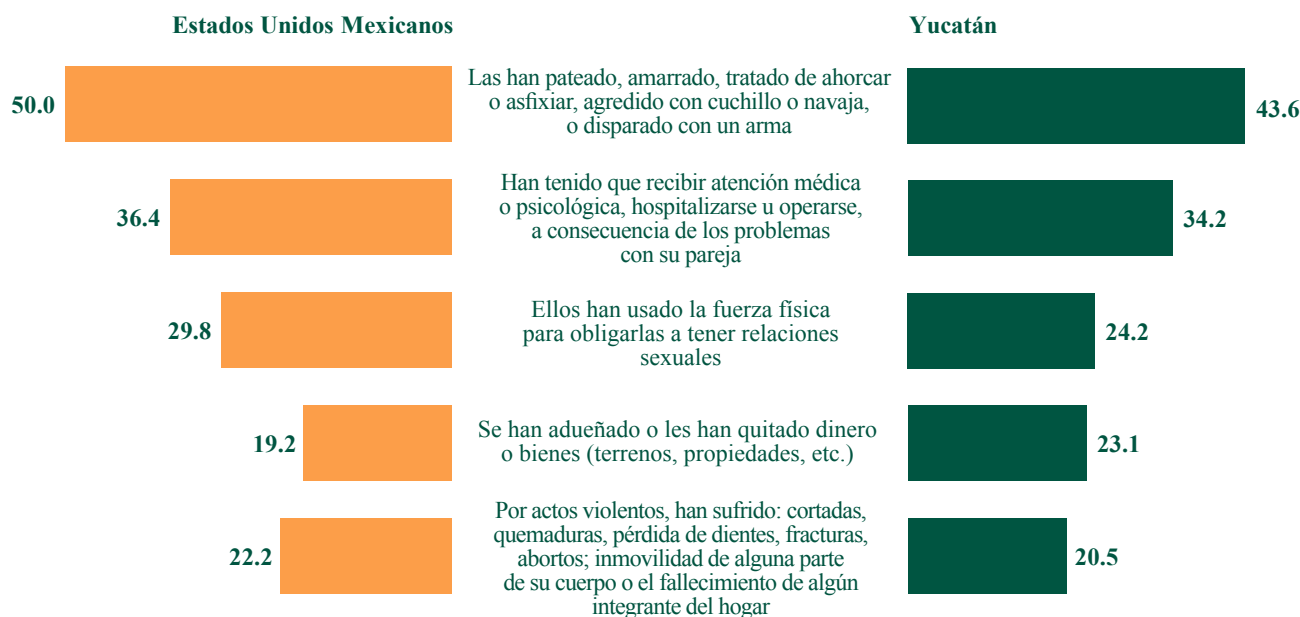 Estados Unidos Mexicanos
Yucatán
50.0
Las han pateado, amarrado, tratado de ahorcar
o asfixiar, agredido con cuchillo o navaja,
o disparado con un arma
43.6
36.4
Han tenido que recibir atención médica
o psicológica, hospitalizarse u operarse,
a consecuencia de los problemas
con su pareja
34.2
29.8
Ellos han usado la fuerza física
para obligarlas a tener relaciones
sexuales
24.2
19.2
Se han adueñado o les han quitado dinero
o bienes (terrenos, propiedades, etc.)
23.1
22.2
Por actos violentos, han sufrido: cortadas,
quemaduras, pérdida de dientes, fracturas,
abortos; inmovilidad de alguna parte
de su cuerpo o el fallecimiento de algún
integrante del hogar
20.5